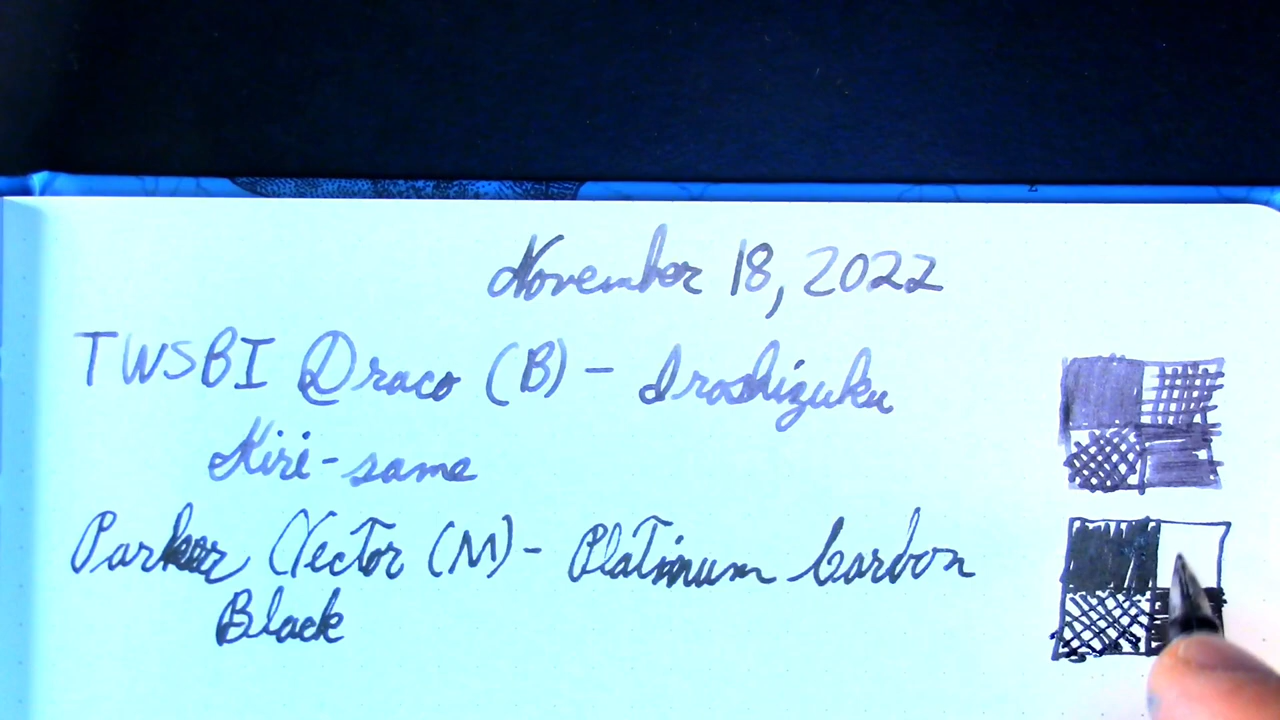 November 18, 2022
TWSBI Draco (B) - Iroshizuku
Kiri-same
Parker Vector (M) - Platinum Carbon
Black